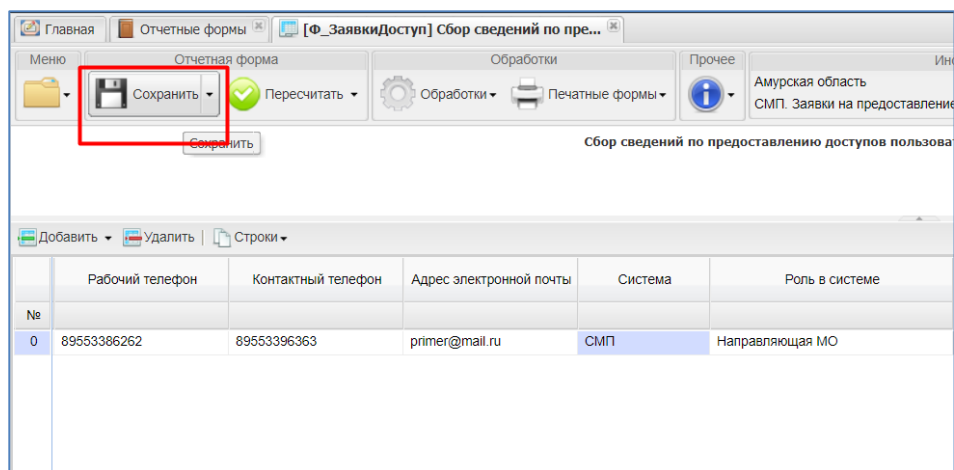 Главная Отчетные формы [Ф_ЗаявкиДоступ] Сбор сведений по пре...
Меню Отчетная форма Обработки Прочее Ин
Сохранить Пересчитать Обработки Печатные формы Амурская область
СМП. Заявки на предоставление
Сохранить
Сбор сведений по предоставлению доступов пользова
Добавить Удалить | Строки
Рабочий телефон Контактный телефон Адрес электронной почты Система Роль в системе
№
0 89553386262 89553396363 primer@mail.ru СМП Направляющая МО